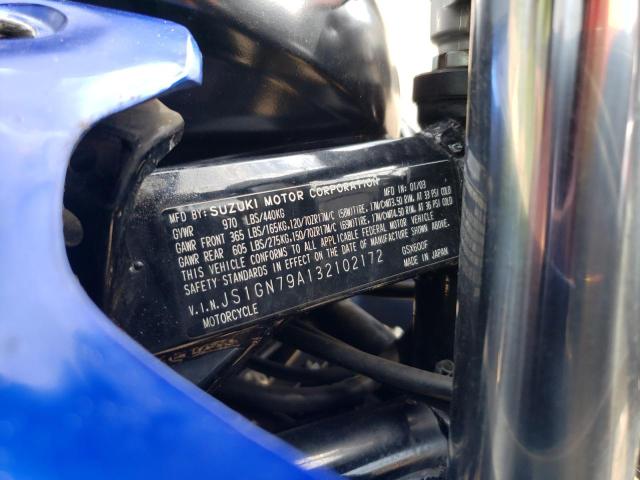 MFD BY: SUZUKI MOTOR CORPORATION MFD IN: 01/03
GVWR 970 LBS/440KG
GAWR FRONT 365 LBS/165KG,120/70ZR17M/C (58W)TIRE, 17M/CMT3.50 RIM, AT 33 PSI COLD
GAWR REAR 605 LBS/275KG,150/70ZR17M/C (69W)TIRE, 17M/CMT4.50 RIM, AT 36 PSI COLD
THIS VEHICLE CONFORMS TO ALL APPLICABLE FEDERAL MOTOR VEHICLE
SAFETY STANDARDS IN EFFECT ON THE DATE OF MANUFACTURE SHOWN ABOVE.
GSX600F
V.I.N.JS1GN79A132102172 MADE IN JAPAN
MOTORCYCLE